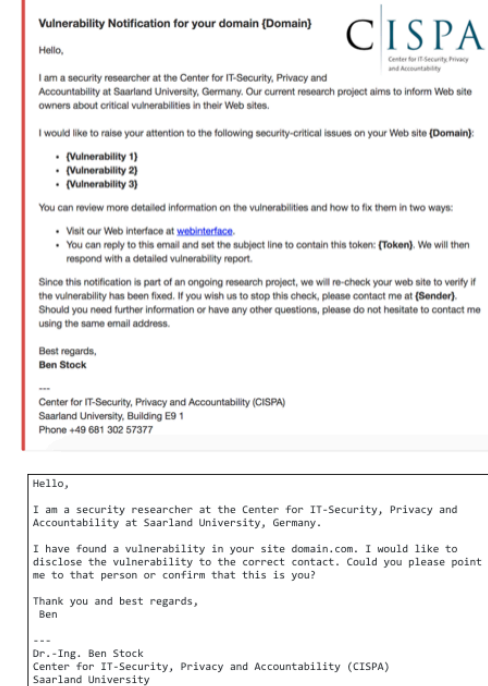 Vulnerability Notification for your domain {Domain}
CISPA
Center for IT-Security, Privacy
and Accountability
Hello,
I am a security researcher at the Center for IT-Security, Privacy and
Accountability at Saarland University, Germany. Our current research project aims to inform Web site
owners about critical vulnerabilities in their Web sites.
I would like to raise your attention to the following security-critical issues on your Web site {Domain}:
• {Vulnerability 1}
• {Vulnerability 2}
• {Vulnerability 3}
You can review more detailed information on the vulnerabilities and how to fix them in two ways:
• Visit our Web interface at webinterface.
• You can reply to this email and set the subject line to contain this token: {Token}. We will then
respond with a detailed vulnerability report.
Since this notification is part of an ongoing research project, we will re-check your web site to verify if
the vulnerability has been fixed. If you wish us to stop this check, please contact me at {Sender}.
Should you need further information or have any other questions, please do not hesitate to contact me
using the same email address.
Best regards,
Ben Stock
---
Center for IT-Security, Privacy and Accountability (CISPA)
Saarland University, Building E9 1
Phone +49 681 302 57377
Hello,
I am a security researcher at the Center for IT-Security, Privacy and
Accountability at Saarland University, Germany.
I have found a vulnerability in your site domain.com. I would like to
disclose the vulnerability to the correct contact. Could you please point
me to that person or confirm that this is you?
Thank you and best regards,
Ben
---
Dr.-Ing. Ben Stock
Center for IT-Security, Privacy and Accountability (CISPA)
Saarland University